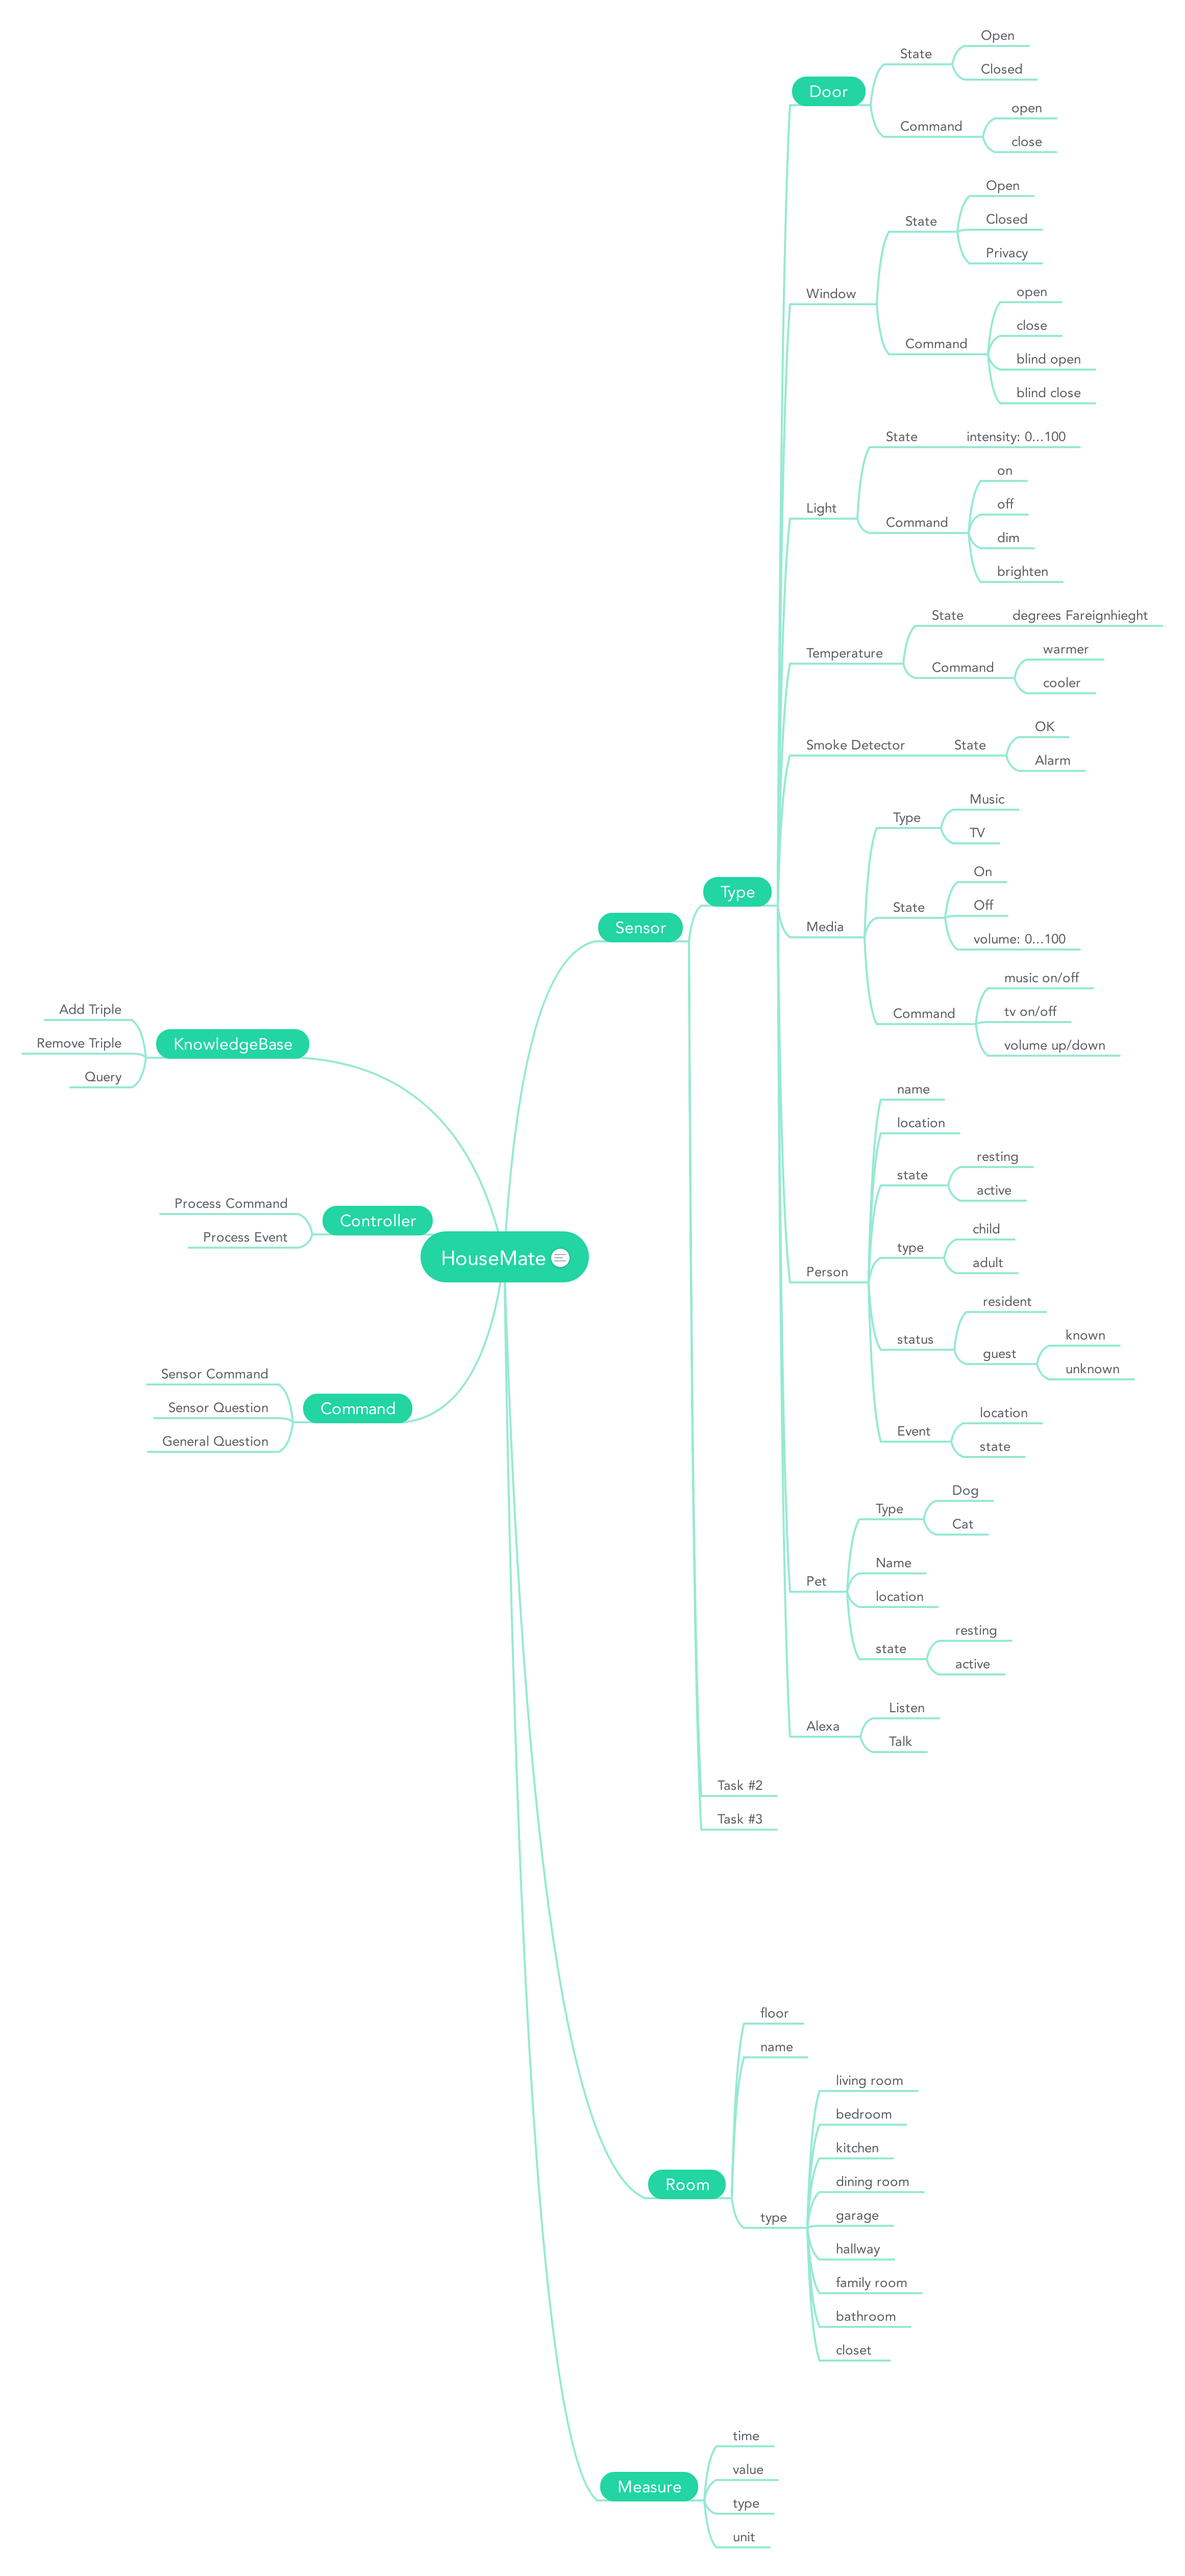 HouseMate
KnowledgeBase
Add Triple
Remove Triple
Query
Controller
Process Command
Process Event
Command
Sensor Command
Sensor Question
General Question
Sensor
Type
Door
State
Open
Closed
Command
open
close
Window
State
Open
Closed
Privacy
Command
open
close
blind open
blind close
Light
State
intensity: 0...100
Command
on
off
dim
brighten
Temperature
State
degrees Fareignhieght
Command
warmer
cooler
Smoke Detector
State
OK
Alarm
Media
Type
Music
TV
State
On
Off
volume: 0...100
Command
music on/off
tv on/off
volume up/down
Person
name
location
state
resting
active
type
child
adult
status
resident
guest
known
unknown
Event
location
state
Pet
Type
Dog
Cat
Name
location
state
resting
active
Alexa
Listen
Talk
Task #2
Task #3
Room
floor
name
type
living room
bedroom
kitchen
dining room
garage
hallway
family room
bathroom
closet
Measure
time
value
type
unit